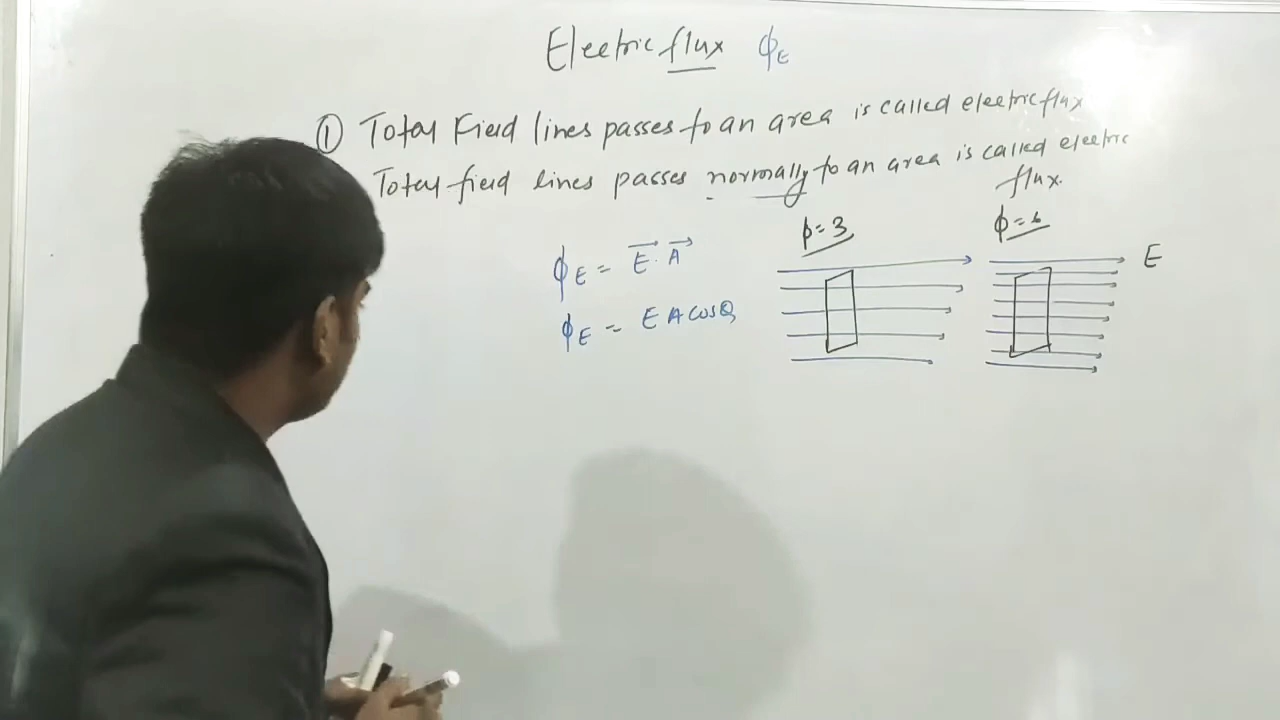 Electric flux ϕE
① Total Field lines passes to an area is called electric flux
Total field lines passes normally to an area is called electric
flux.
ϕE = E⃗ . A⃗
ϕE = E A cosθ
ϕ = 3
ϕ = 6
E